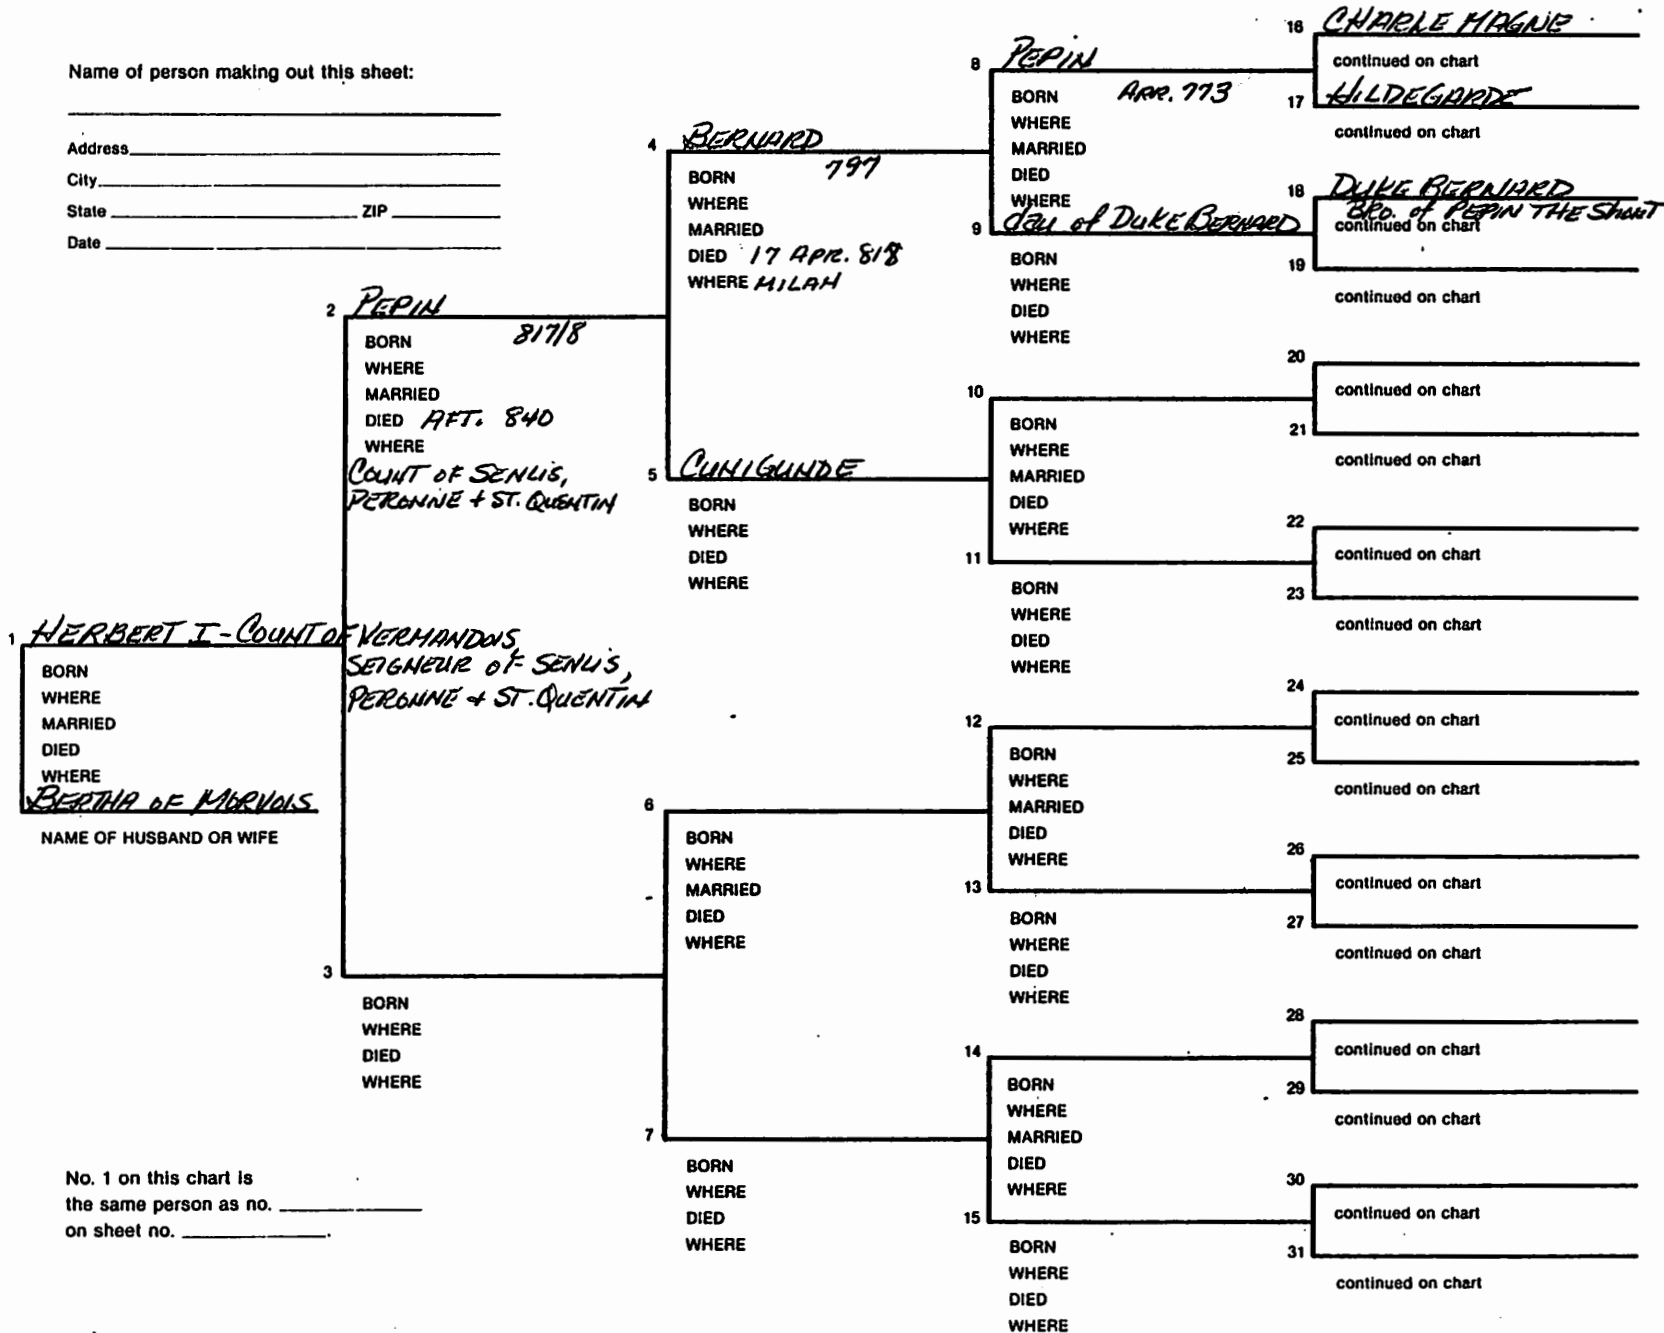 Name of person making out this sheet:
Address
City
State ZIP
Date
No. 1 on this chart is
the same person as no.
on sheet no. .
1 HERBERT I - COUNT OF VERMANDOIS,
SEIGNEUR OF SENLIS,
PERONNE + ST. QUENTIN
BORN
WHERE
MARRIED
DIED
WHERE
BERTHA OF MORVOIS
NAME OF HUSBAND OR WIFE
2 PEPIN
BORN 817/8
WHERE
MARRIED
DIED AFT. 840
WHERE
COUNT OF SENLIS,
PERONNE + ST. QUENTIN
3
BORN
WHERE
DIED
WHERE
4 BERNARD
BORN 797
WHERE
MARRIED
DIED 17 APR. 818
WHERE MILAN
5 CUNIGUNDE
BORN
WHERE
DIED
WHERE
6
BORN
WHERE
MARRIED
DIED
WHERE
7
BORN
WHERE
DIED
WHERE
8 PEPIN
BORN APR. 773
WHERE
MARRIED
DIED
WHERE
9 dau of DUKE BERNARD
BORN
WHERE
DIED
WHERE
10
BORN
WHERE
MARRIED
DIED
WHERE
11
BORN
WHERE
DIED
WHERE
12
BORN
WHERE
MARRIED
DIED
WHERE
13
BORN
WHERE
DIED
WHERE
14
BORN
WHERE
MARRIED
DIED
WHERE
15
BORN
WHERE
DIED
WHERE
16 CHARLE MAGNE
continued on chart
17 HILDEGARDE
continued on chart
18 DUKE BERNARD
BRO. of PEPIN THE SHORT
continued on chart
19
continued on chart
20
continued on chart
21
continued on chart
22
continued on chart
23
continued on chart
24
continued on chart
25
continued on chart
26
continued on chart
27
continued on chart
28
continued on chart
29
continued on chart
30
continued on chart
31
continued on chart